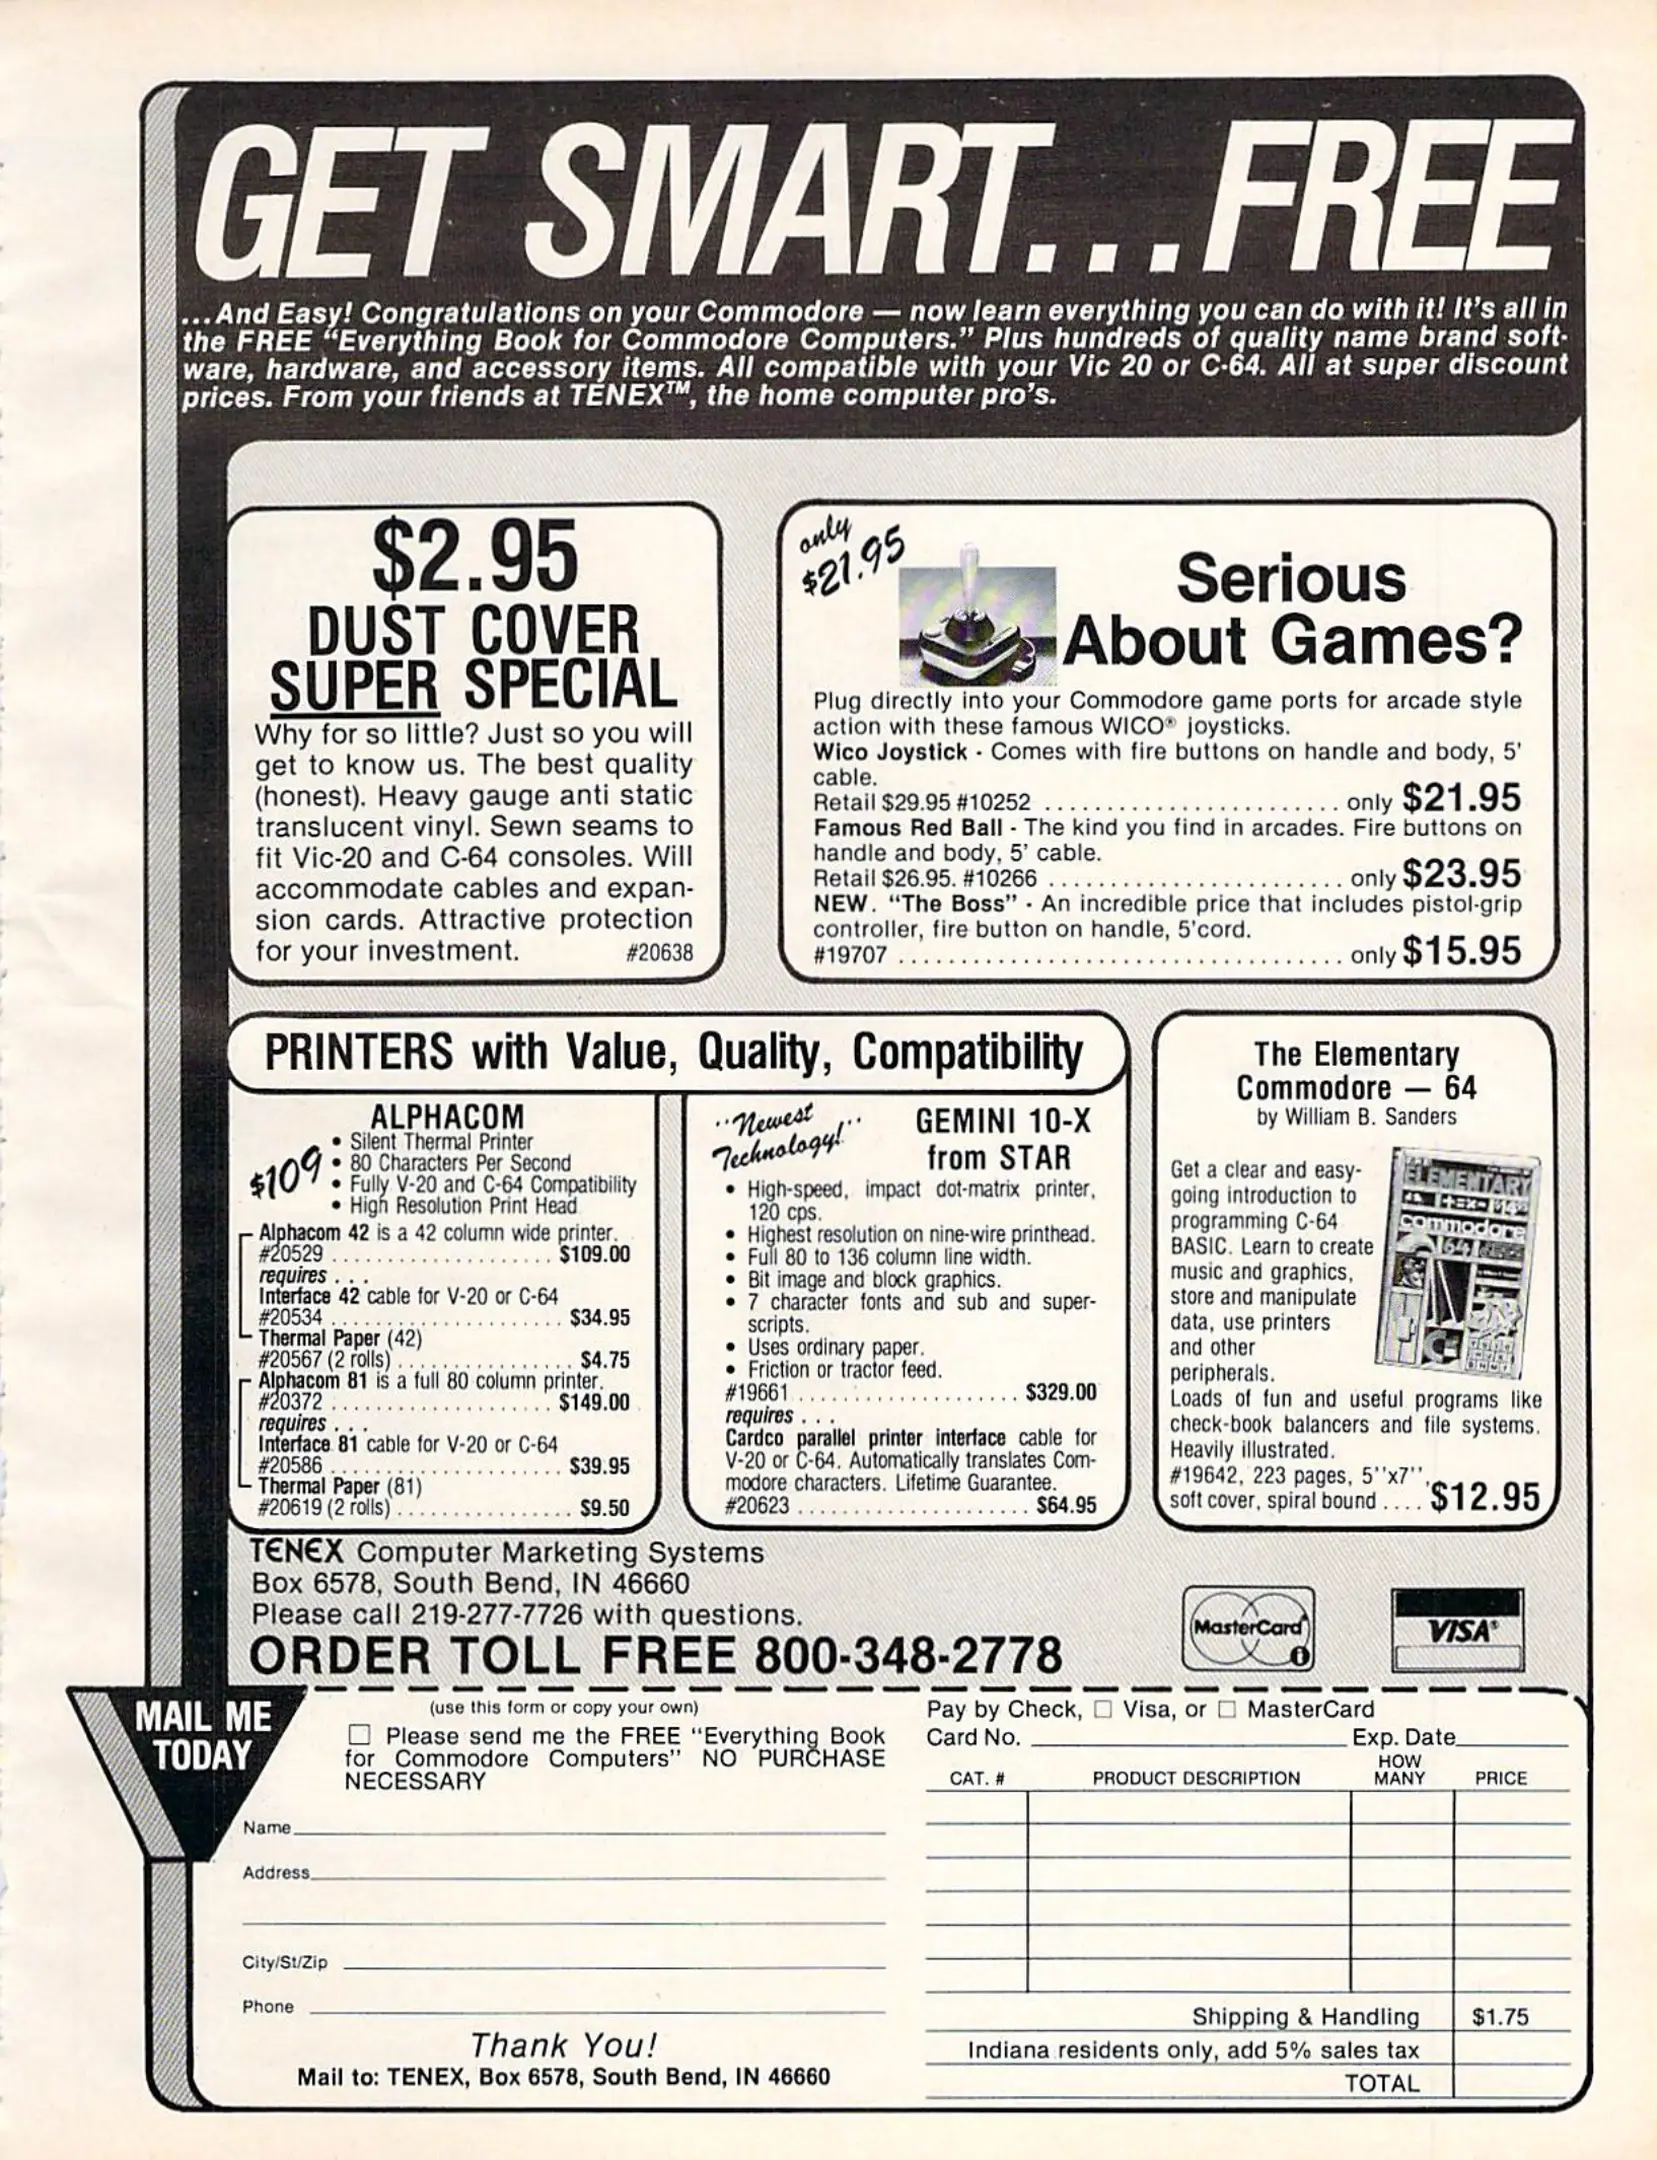 GET SMART...FREE
...And Easy! Congratulations on your Commodore — now learn everything you can do with it! It's all in
the FREE "Everything Book for Commodore Computers." Plus hundreds of quality name brand soft-
ware, hardware, and accessory items. All compatible with your Vic 20 or C-64. All at super discount
prices. From your friends at TENEX™, the home computer pro's.
$2.95
DUST COVER
SUPER SPECIAL
Why for so little? Just so you will
get to know us. The best quality
(honest). Heavy gauge anti static
translucent vinyl. Sewn seams to
fit Vic-20 and C-64 consoles. Will
accommodate cables and expan-
sion cards. Attractive protection
for your investment. #20638
only
$21.95
Serious
About Games?
Plug directly into your Commodore game ports for arcade style
action with these famous WICO® joysticks.
Wico Joystick - Comes with fire buttons on handle and body, 5'
cable.
Retail $29.95 #10252 ........................ only $21.95
Famous Red Ball - The kind you find in arcades. Fire buttons on
handle and body, 5' cable.
Retail $26.95. #10266 ........................ only $23.95
NEW. "The Boss" - An incredible price that includes pistol-grip
controller, fire button on handle, 5'cord.
#19707 .................................... only $15.95
PRINTERS with Value, Quality, Compatibility
ALPHACOM
$109
• Silent Thermal Printer
• 80 Characters Per Second
• Fully V-20 and C-64 Compatibility
• High Resolution Print Head
Alphacom 42 is a 42 column wide printer.
#20529 ..................... $109.00
requires . . .
Interface 42 cable for V-20 or C-64
#20534 ...................... $34.95
Thermal Paper (42)
#20567 (2 rolls) ................ $4.75
Alphacom 81 is a full 80 column printer.
#20372 ..................... $149.00
requires . . .
Interface 81 cable for V-20 or C-64
#20586 ...................... $39.95
Thermal Paper (81)
#20619 (2 rolls) ................ $9.50
"Newest
Technology!"
GEMINI 10-X
from STAR
• High-speed, impact dot-matrix printer,
120 cps.
• Highest resolution on nine-wire printhead.
• Full 80 to 136 column line width.
• Bit image and block graphics.
• 7 character fonts and sub and super-
scripts.
• Uses ordinary paper.
• Friction or tractor feed.
#19661 ...................... $329.00
requires . . .
Cardco parallel printer interface cable for
V-20 or C-64. Automatically translates Com-
modore characters. Lifetime Guarantee.
#20623 ...................... $64.95
The Elementary
Commodore — 64
by William B. Sanders
Get a clear and easy-
going introduction to
programming C-64
BASIC. Learn to create
music and graphics,
store and manipulate
data, use printers
and other
peripherals.
ELEMENTARY
commodore
64
Loads of fun and useful programs like
check-book balancers and file systems.
Heavily illustrated.
#19642, 223 pages, 5''x7'',
soft cover, spiral bound .... $12.95
TENEX Computer Marketing Systems
Box 6578, South Bend, IN 46660
Please call 219-277-7726 with questions.
ORDER TOLL FREE 800-348-2778
MasterCard
VISA®
MAIL ME
TODAY
(use this form or copy your own)
☐ Please send me the FREE "Everything Book
for Commodore Computers" NO PURCHASE
NECESSARY
Name
Address
City/St/Zip
Phone
Thank You!
Mail to: TENEX, Box 6578, South Bend, IN 46660
Pay by Check, ☐ Visa, or ☐ MasterCard
Card No. Exp. Date
CAT. # PRODUCT DESCRIPTION HOW MANY PRICE
Shipping & Handling $1.75
Indiana residents only, add 5% sales tax
TOTAL